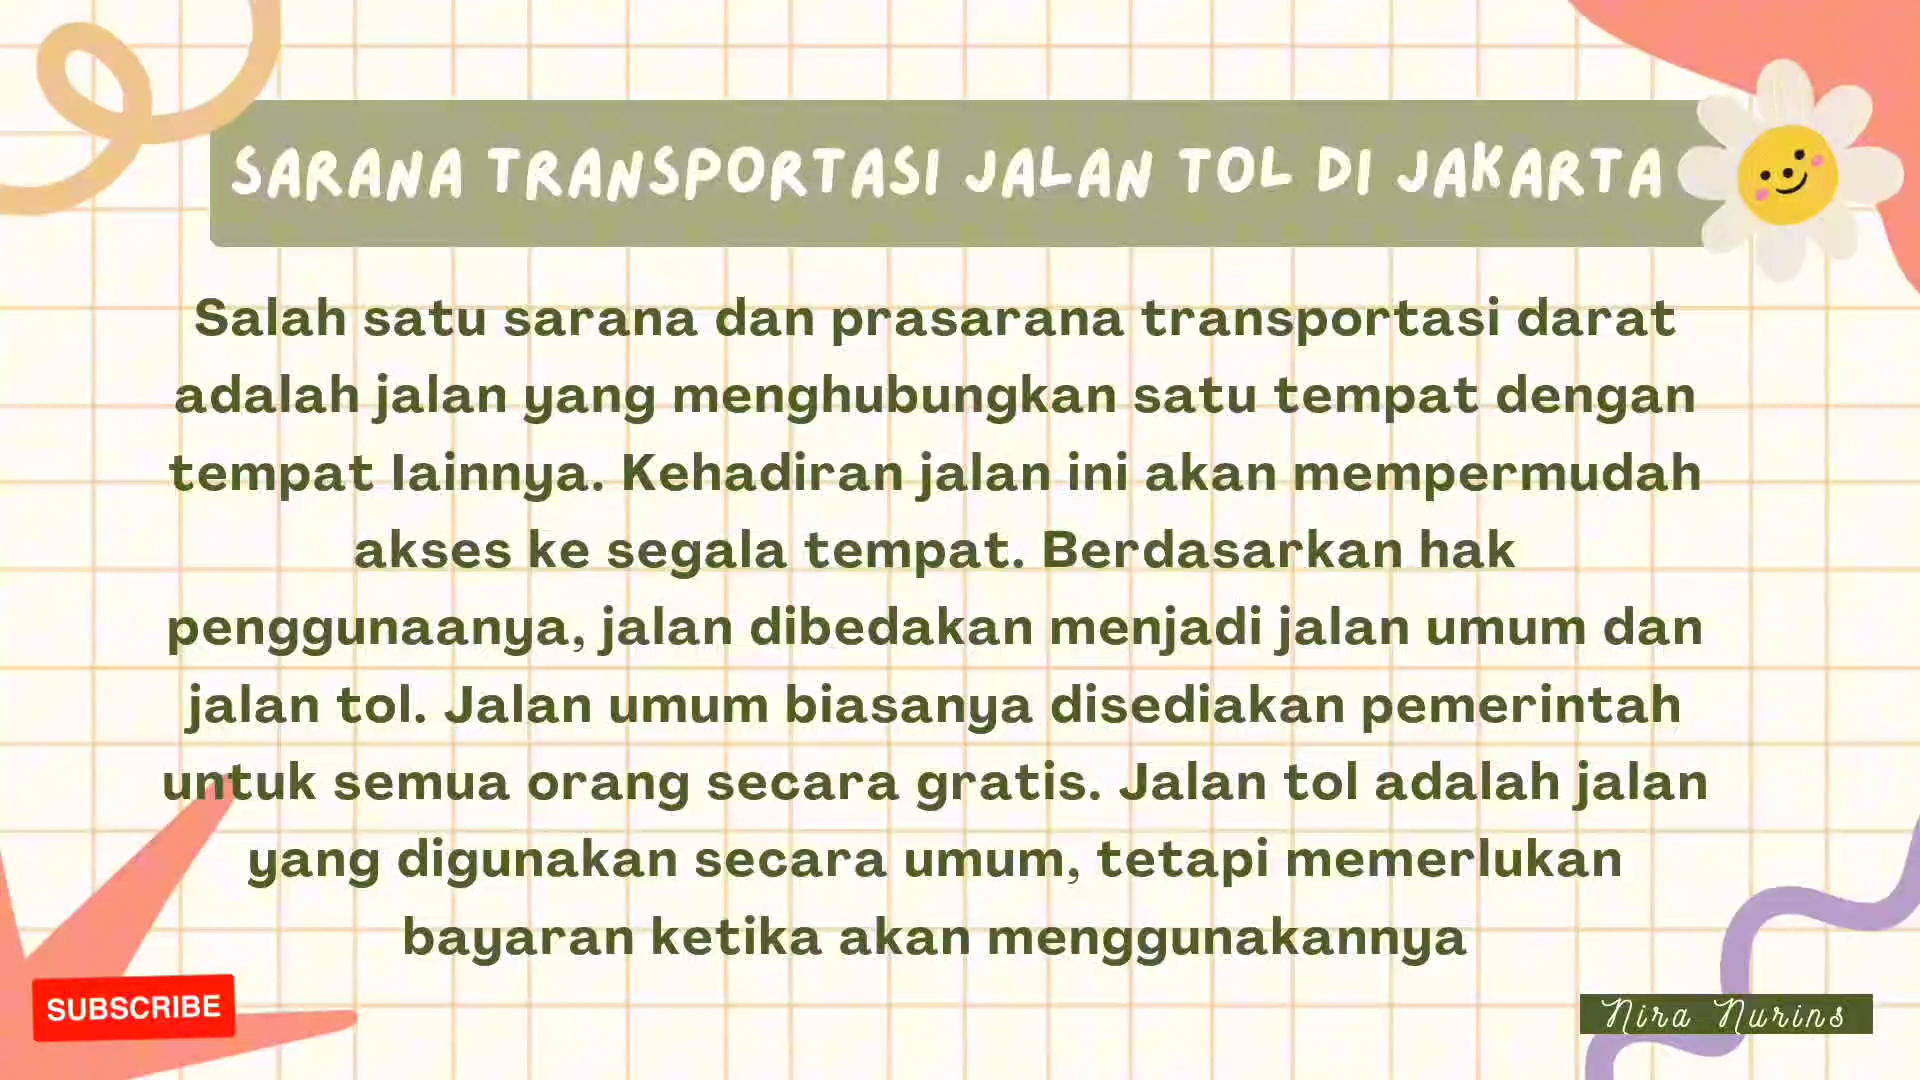 SARANA TRANSPORTASI JALAN TOL DI JAKARTA
Salah satu sarana dan prasarana transportasi darat
adalah jalan yang menghubungkan satu tempat dengan
tempat lainnya. Kehadiran jalan ini akan mempermudah
akses ke segala tempat. Berdasarkan hak
penggunaanya, jalan dibedakan menjadi jalan umum dan
jalan tol. Jalan umum biasanya disediakan pemerintah
untuk semua orang secara gratis. Jalan tol adalah jalan
yang digunakan secara umum, tetapi memerlukan
bayaran ketika akan menggunakannya
SUBSCRIBE
Nira Nurins